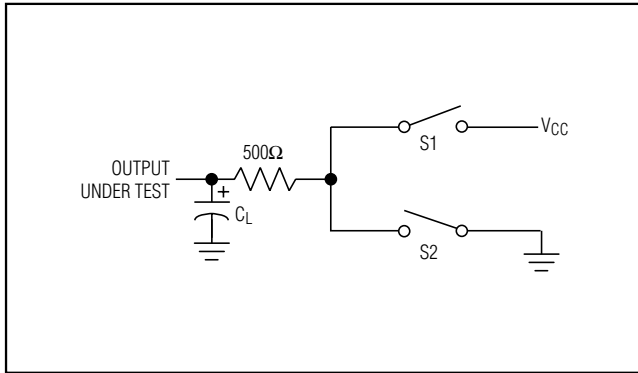 500Ω
OUTPUT
UNDER TEST
+
CL
S1
VCC
S2